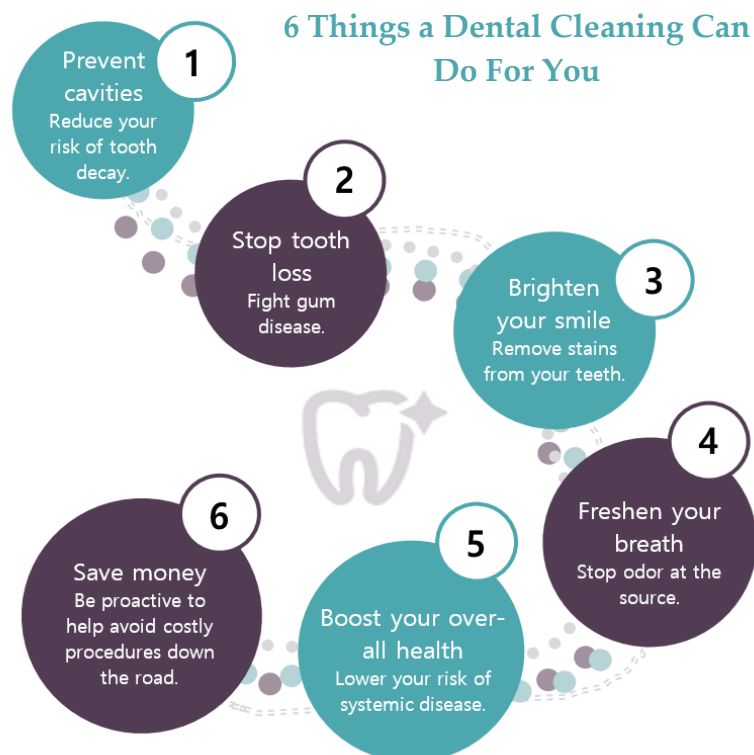 6 Things a Dental Cleaning Can
Do For You
1
Prevent
cavities
Reduce your
risk of tooth
decay.
2
Stop tooth
loss
Fight gum
disease.
3
Brighten
your smile
Remove stains
from your teeth.
4
Freshen your
breath
Stop odor at the
source.
5
Boost your over-
all health
Lower your risk of
systemic disease.
6
Save money
Be proactive to
help avoid costly
procedures down
the road.